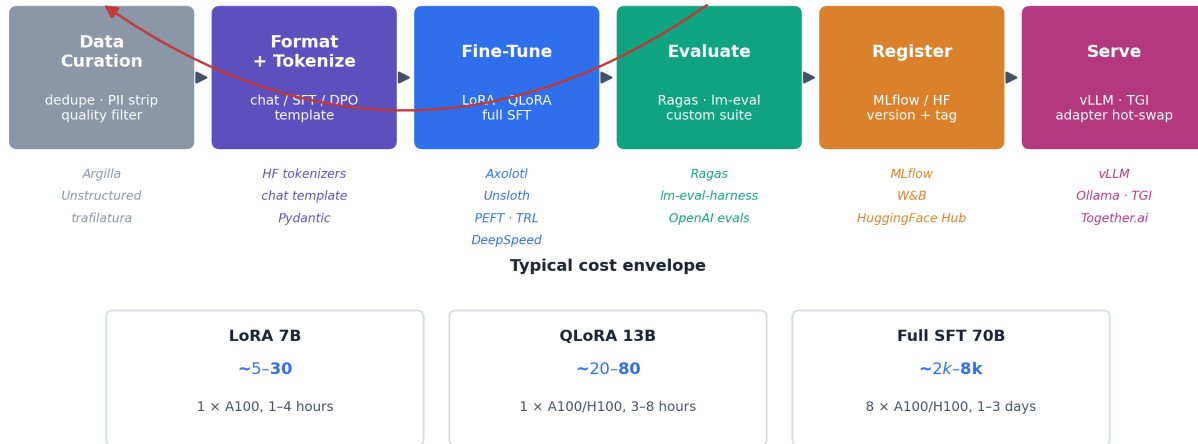 Data
Curation
dedupe · PII strip
quality filter
Format
+ Tokenize
chat / SFT / DPO
template
Fine-Tune
LoRA · QLoRA
full SFT
Evaluate
Ragas · lm-eval
custom suite
Register
MLflow / HF
version + tag
Serve
vLLM · TGI
adapter hot-swap
Argilla
Unstructured
trafilatura
HF tokenizers
chat template
Pydantic
Axolotl
Unsloth
PEFT · TRL
DeepSpeed
Ragas
lm-eval-harness
OpenAI evals
MLflow
W&B
HuggingFace Hub
vLLM
Ollama · TGI
Together.ai
Typical cost envelope
LoRA 7B
~5–30
1 × A100, 1–4 hours
QLoRA 13B
~20–80
1 × A100/H100, 3–8 hours
Full SFT 70B
~2k–8k
8 × A100/H100, 1–3 days